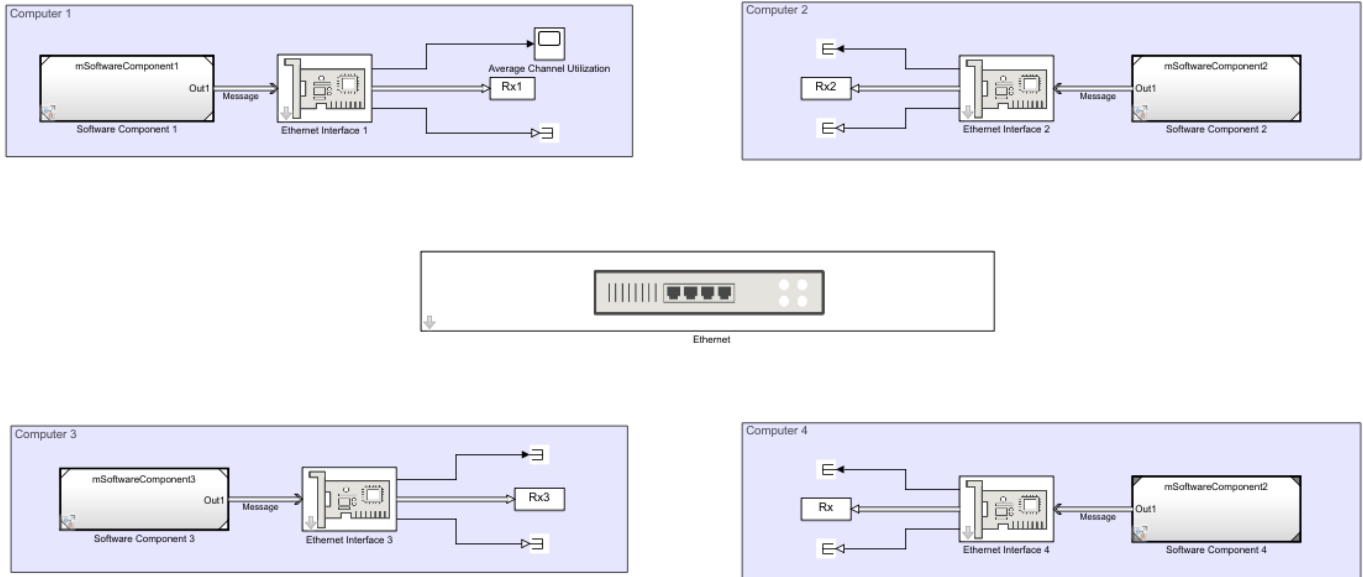 Computer 1
mSoftwareComponent1
Out1
Message
Software Component 1
Ethernet Interface 1
Average Channel Utilization
Rx1
Computer 2
Rx2
Ethernet Interface 2
Message
mSoftwareComponent2
Out1
Software Component 2
Ethernet
Computer 3
mSoftwareComponent3
Out1
Message
Software Component 3
Ethernet Interface 3
Rx3
Computer 4
Rx
Ethernet Interface 4
Message
mSoftwareComponent2
Out1
Software Component 4